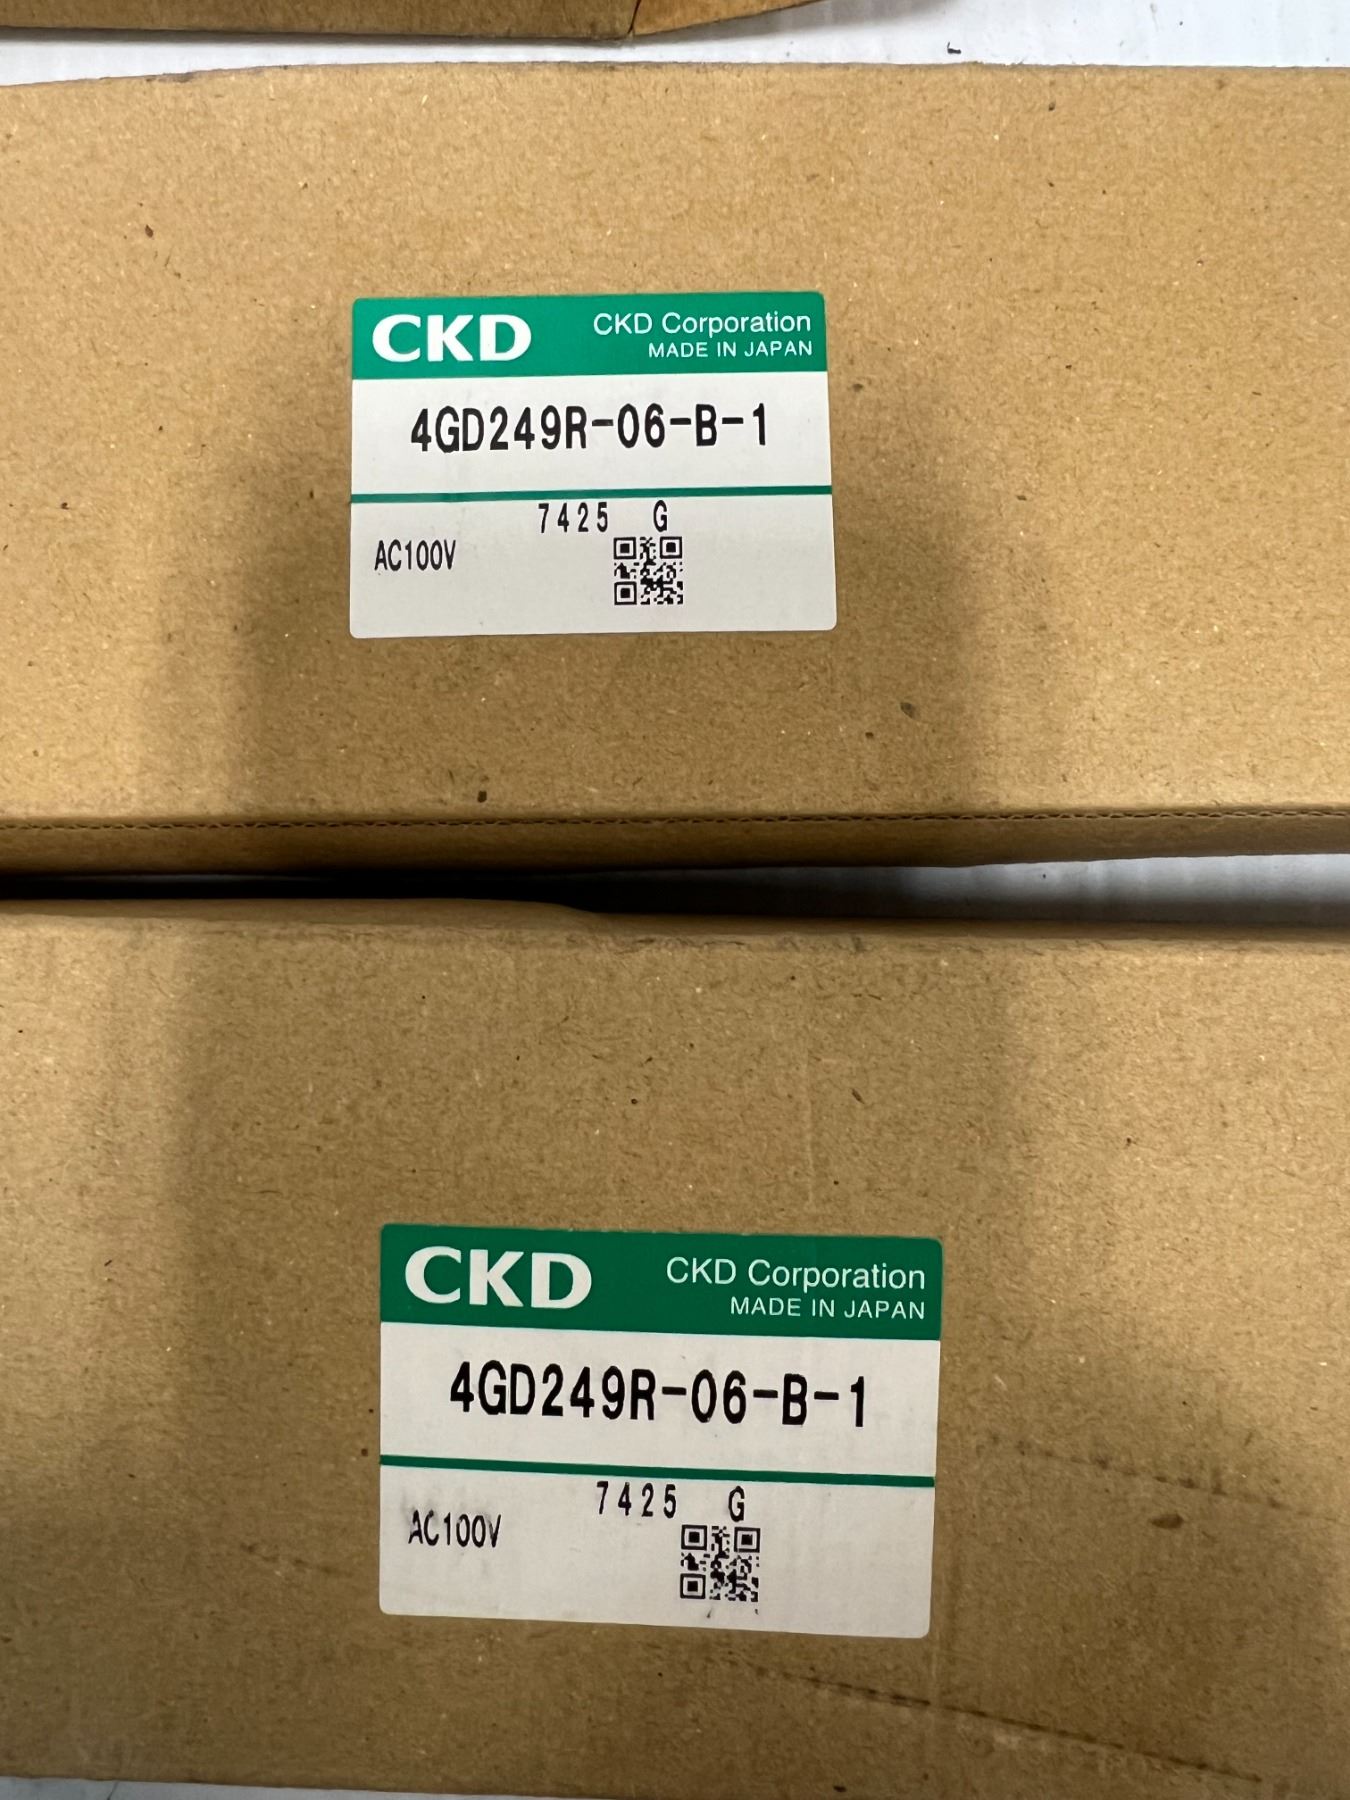 CKD CKD Corporation
MADE IN JAPAN
4GD249R-06-B-1
7425 G
AC100V
CKD CKD Corporation
MADE IN JAPAN
4GD249R-06-B-1
7425 G
AC100V